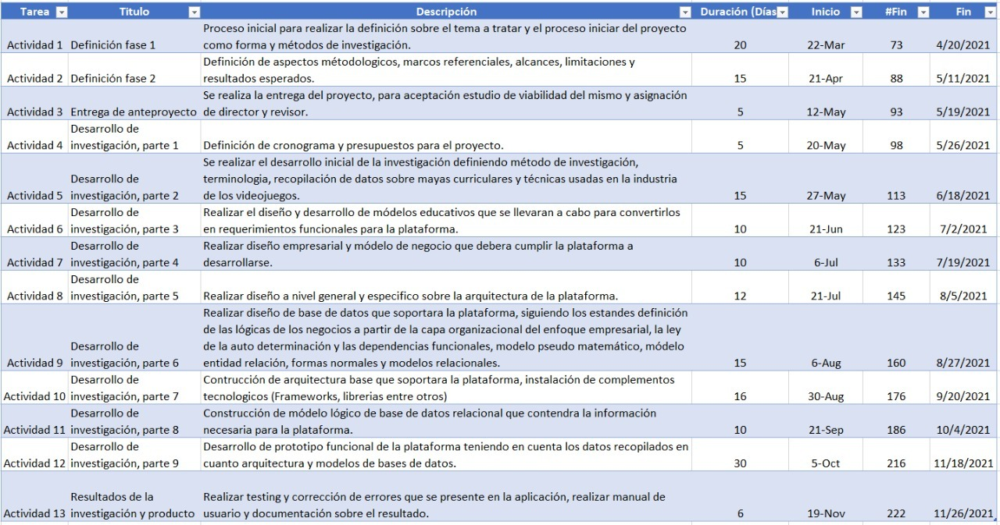 Tarea Titulo Descripción Duración (Días Inicio #Fin Fin
Proceso inicial para realizar la definición sobre el tema a tratar y el proceso iniciar del proyecto
Actividad 1 Definición fase 1 como forma y métodos de investigación. 20 22-Mar 73 4/20/2021
Definición de aspectos métodologicos, marcos referenciales, alcances, limitaciones y
Actividad 2 Definición fase 2 resultados esperados. 15 21-Apr 88 5/11/2021
Se realiza la entrega del proyecto, para aceptación estudio de viabilidad del mismo y asignación
Actividad 3 Entrega de anteproyecto de director y revisor. 5 12-May 93 5/19/2021
Desarrollo de
Actividad 4 investigación, parte 1 Definición de cronograma y presupuestos para el proyecto. 5 20-May 98 5/26/2021
Se realizar el desarrollo inicial de la investigación definiendo método de investigación,
Desarrollo de terminologia, recopilación de datos sobre mayas curriculares y técnicas usadas en la industria
Actividad 5 investigación, parte 2 de los videojuegos. 15 27-May 113 6/18/2021
Desarrollo de Realizar el diseño y desarrollo de módelos educativos que se llevaran a cabo para convertirlos
Actividad 6 investigación, parte 3 en requerimientos funcionales para la plataforma. 10 21-Jun 123 7/2/2021
Desarrollo de Realizar diseño empresarial y módelo de negocio que debera cumplir la plataforma a
Actividad 7 investigación, parte 4 desarrollarse. 10 6-Jul 133 7/19/2021
Desarrollo de
Actividad 8 investigación, parte 5 Realizar diseño a nivel general y especifico sobre la arquitectura de la plataforma. 12 21-Jul 145 8/5/2021
Realizar diseño de base de datos que soportara la plataforma, siguiendo los estandes definición
de las lógicas de los negocios a partir de la capa organizacional del enfoque empresarial, la ley
Desarrollo de de la auto determinación y las dependencias funcionales, modelo pseudo matemático, módelo
Actividad 9 investigación, parte 6 entidad relación, formas normales y modelos relacionales. 15 6-Aug 160 8/27/2021
Desarrollo de Contrucción de arquitectura base que soportara la plataforma, instalación de complementos
Actividad 10 investigación, parte 7 tecnologicos (Frameworks, librerias entre otros) 16 30-Aug 176 9/20/2021
Desarrollo de Construcción de módelo lógico de base de datos relacional que contendra la información
Actividad 11 investigación, parte 8 necesaria para la plataforma. 10 21-Sep 186 10/4/2021
Desarrollo de Desarrollo de prototipo funcional de la plataforma teniendo en cuenta los datos recopilados en
Actividad 12 investigación, parte 9 cuanto arquitectura y modelos de bases de datos. 30 5-Oct 216 11/18/2021
Resultados de la Realizar testing y corrección de errores que se presente en la aplicación, realizar manual de
Actividad 13 investigación y producto usuario y documentación sobre el resultado. 6 19-Nov 222 11/26/2021